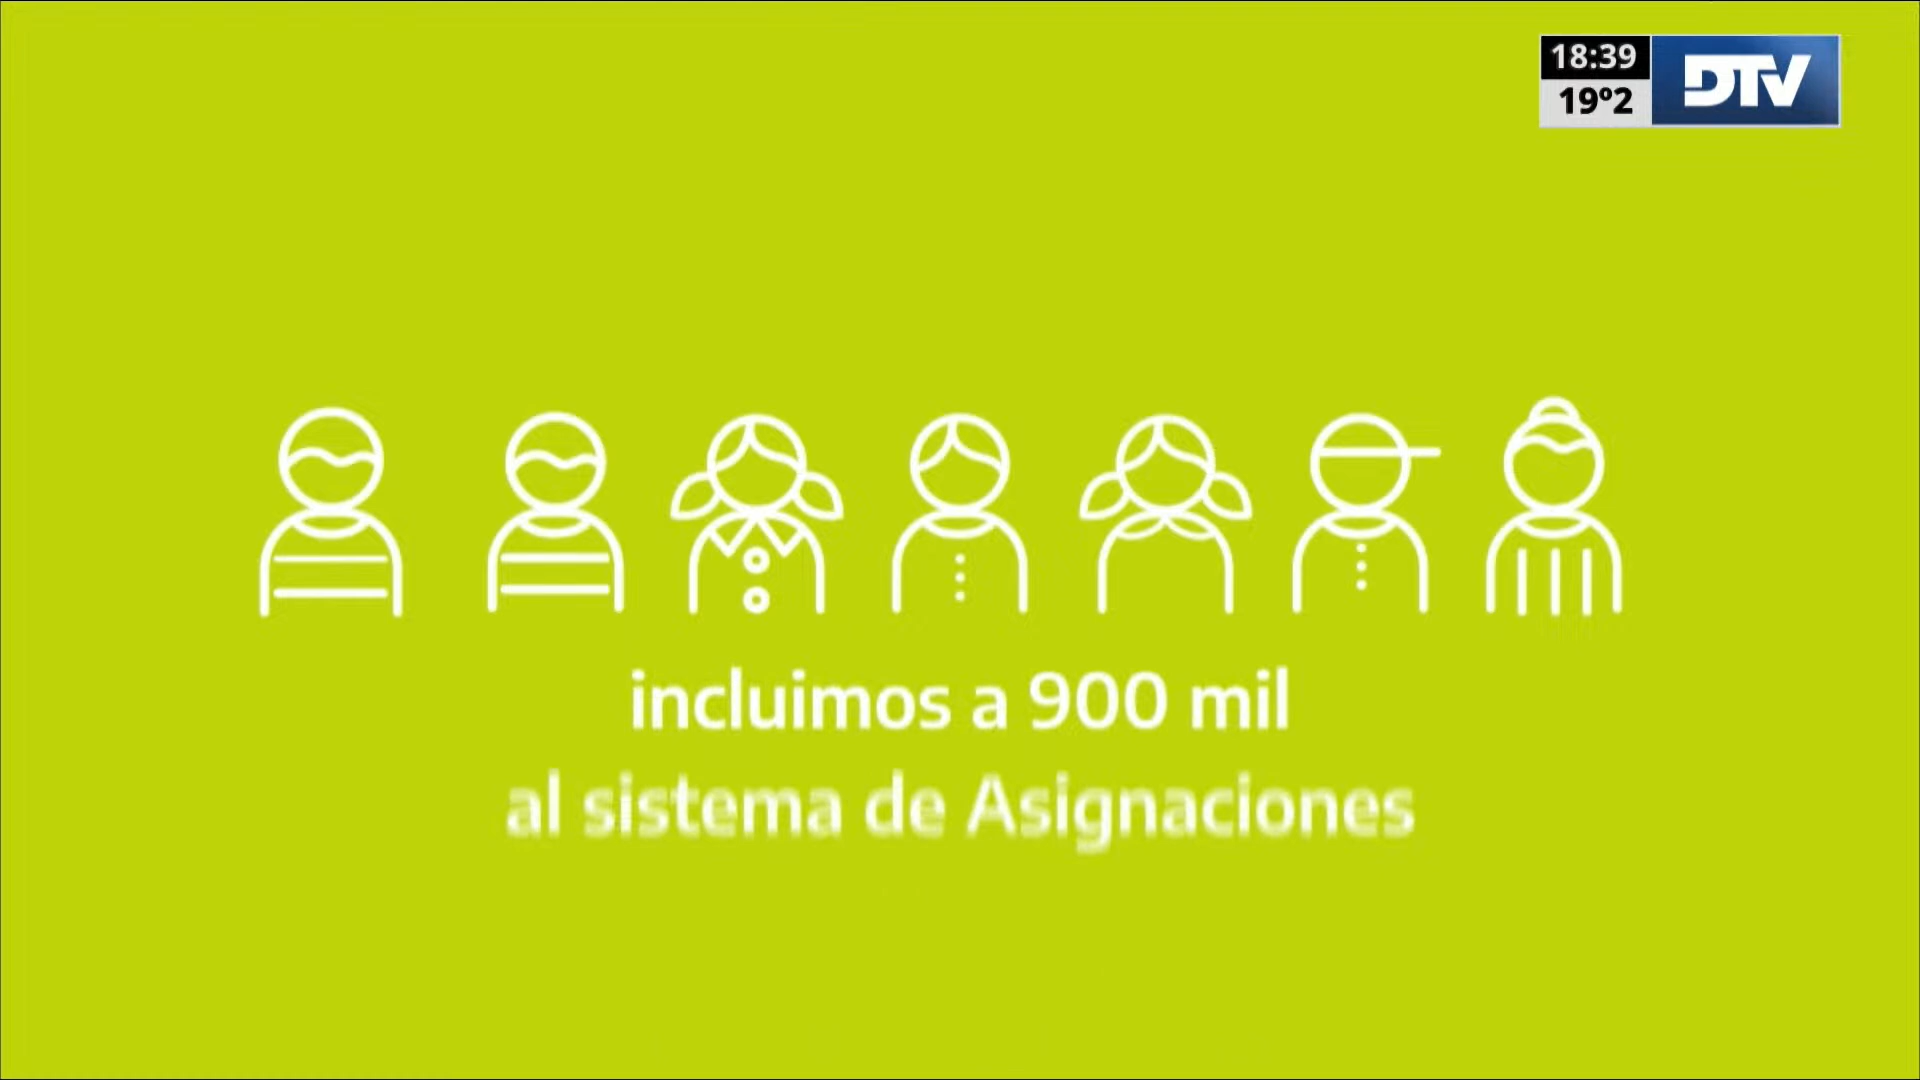 18:39
19º2
DTV
incluimos a 900 mil
al sistema de Asignaciones